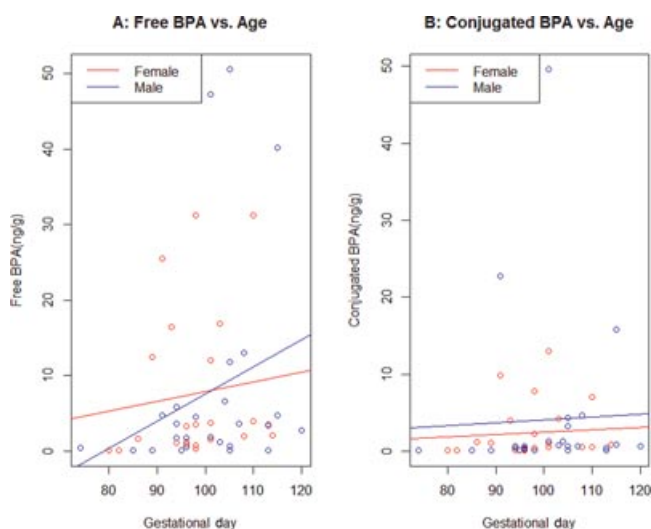 A: Free BPA vs. Age
Female
Male
50
40
30
20
10
0
Free BPA(ng/g)
80 90 100 110 120
Gestational day
B: Conjugated BPA vs. Age
Female
Male
50
40
30
20
10
0
Conjugated BPA(ng/g)
80 90 100 110 120
Gestational day